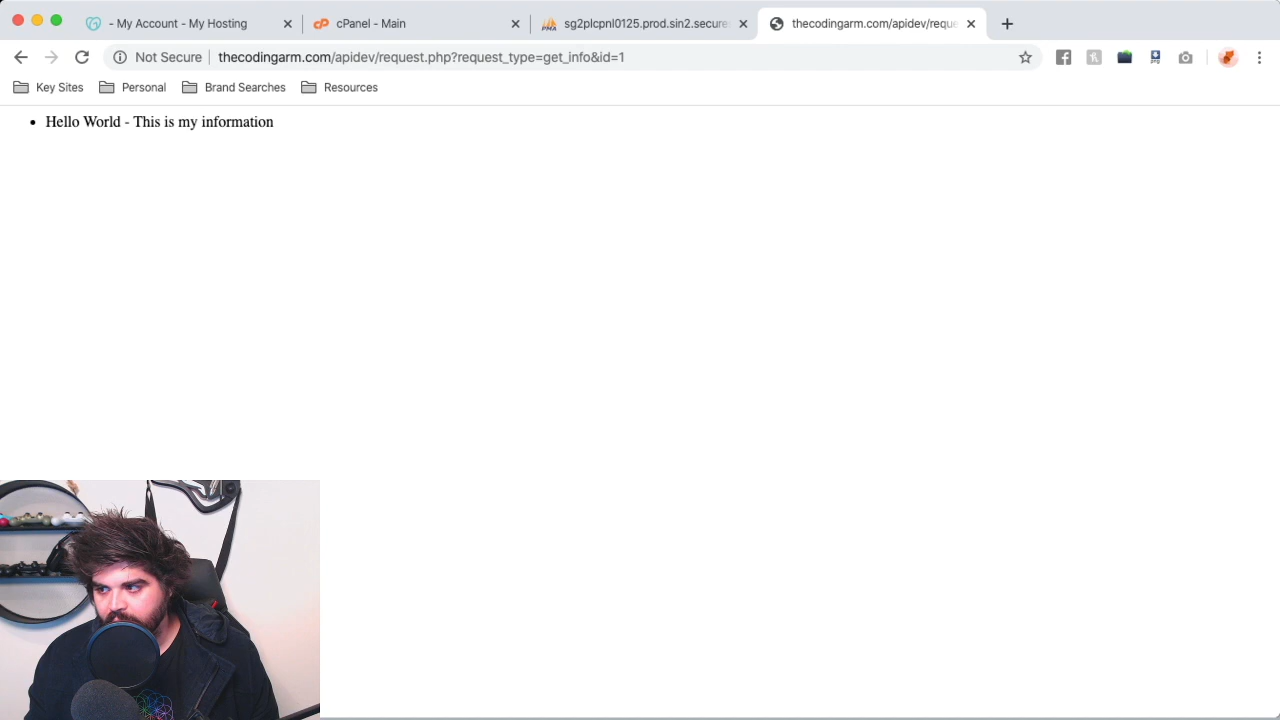 - My Account - My Hosting
cPanel - Main
PMA
sg2plcpnl0125.prod.sin2.secure
thecodingarm.com/apidev/reque
Not Secure
thecodingarm.com/apidev/request.php?request_type=get_info&id=1
Key Sites
Personal
Brand Searches
Resources
• Hello World - This is my information